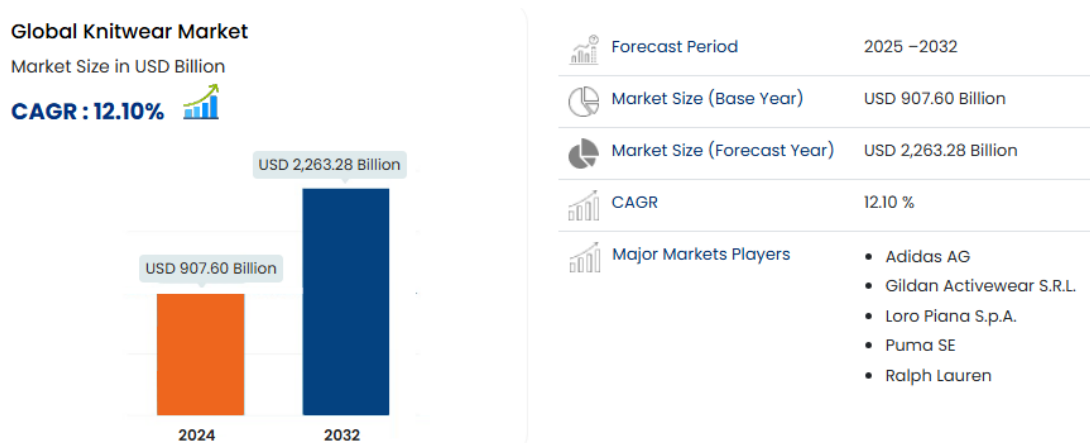 Global Knitwear Market
Market Size in USD Billion
CAGR : 12.10%
USD 2,263.28 Billion
USD 907.60 Billion
2024 2032
Forecast Period 2025 –2032
Market Size (Base Year) USD 907.60 Billion
Market Size (Forecast Year) USD 2,263.28 Billion
CAGR 12.10 %
Major Markets Players
Adidas AG
Gildan Activewear S.R.L.
Loro Piana S.p.A.
Puma SE
Ralph Lauren